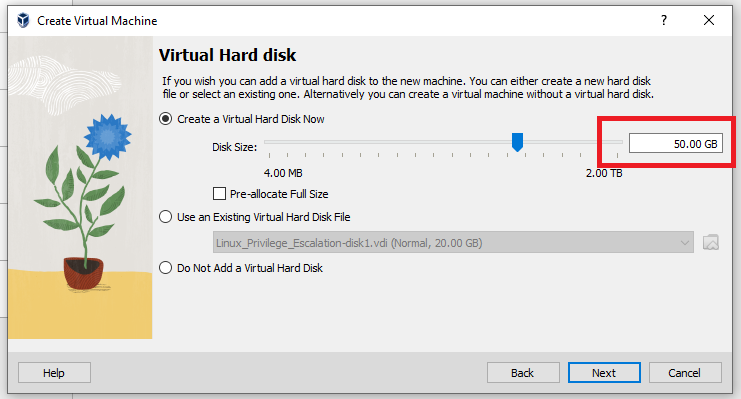 Create Virtual Machine
?
Virtual Hard disk
If you wish you can add a virtual hard disk to the new machine. You can either create a new hard disk
file or select an existing one. Alternatively you can create a virtual machine without a virtual hard disk.
Create a Virtual Hard Disk Now
Disk Size:
50.00 GB
4.00 MB 2.00 TB
Pre-allocate Full Size
Use an Existing Virtual Hard Disk File
Linux_Privilege_Escalation-disk1.vdi (Normal, 20.00 GB)
Do Not Add a Virtual Hard Disk
Help Back Next Cancel